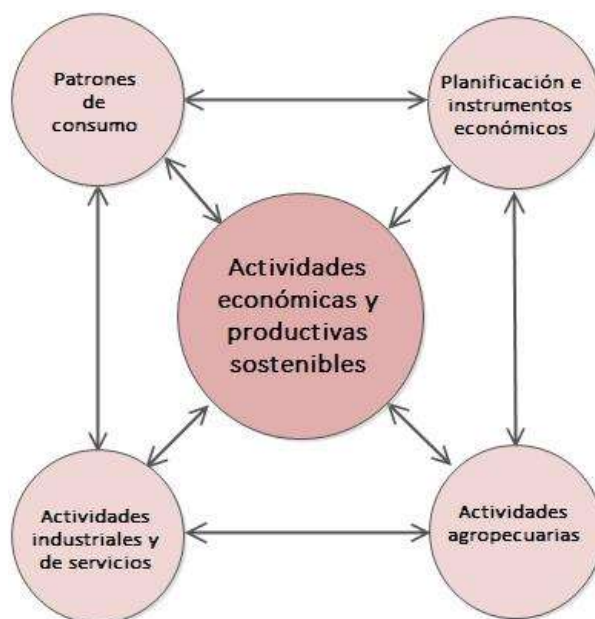 Patrones
de
consumo
Planificación e
instrumentos
económicos
Actividades
económicas y
productivas
sostenibles
Actividades
industriales y
de servicios
Actividades
agropecuarias